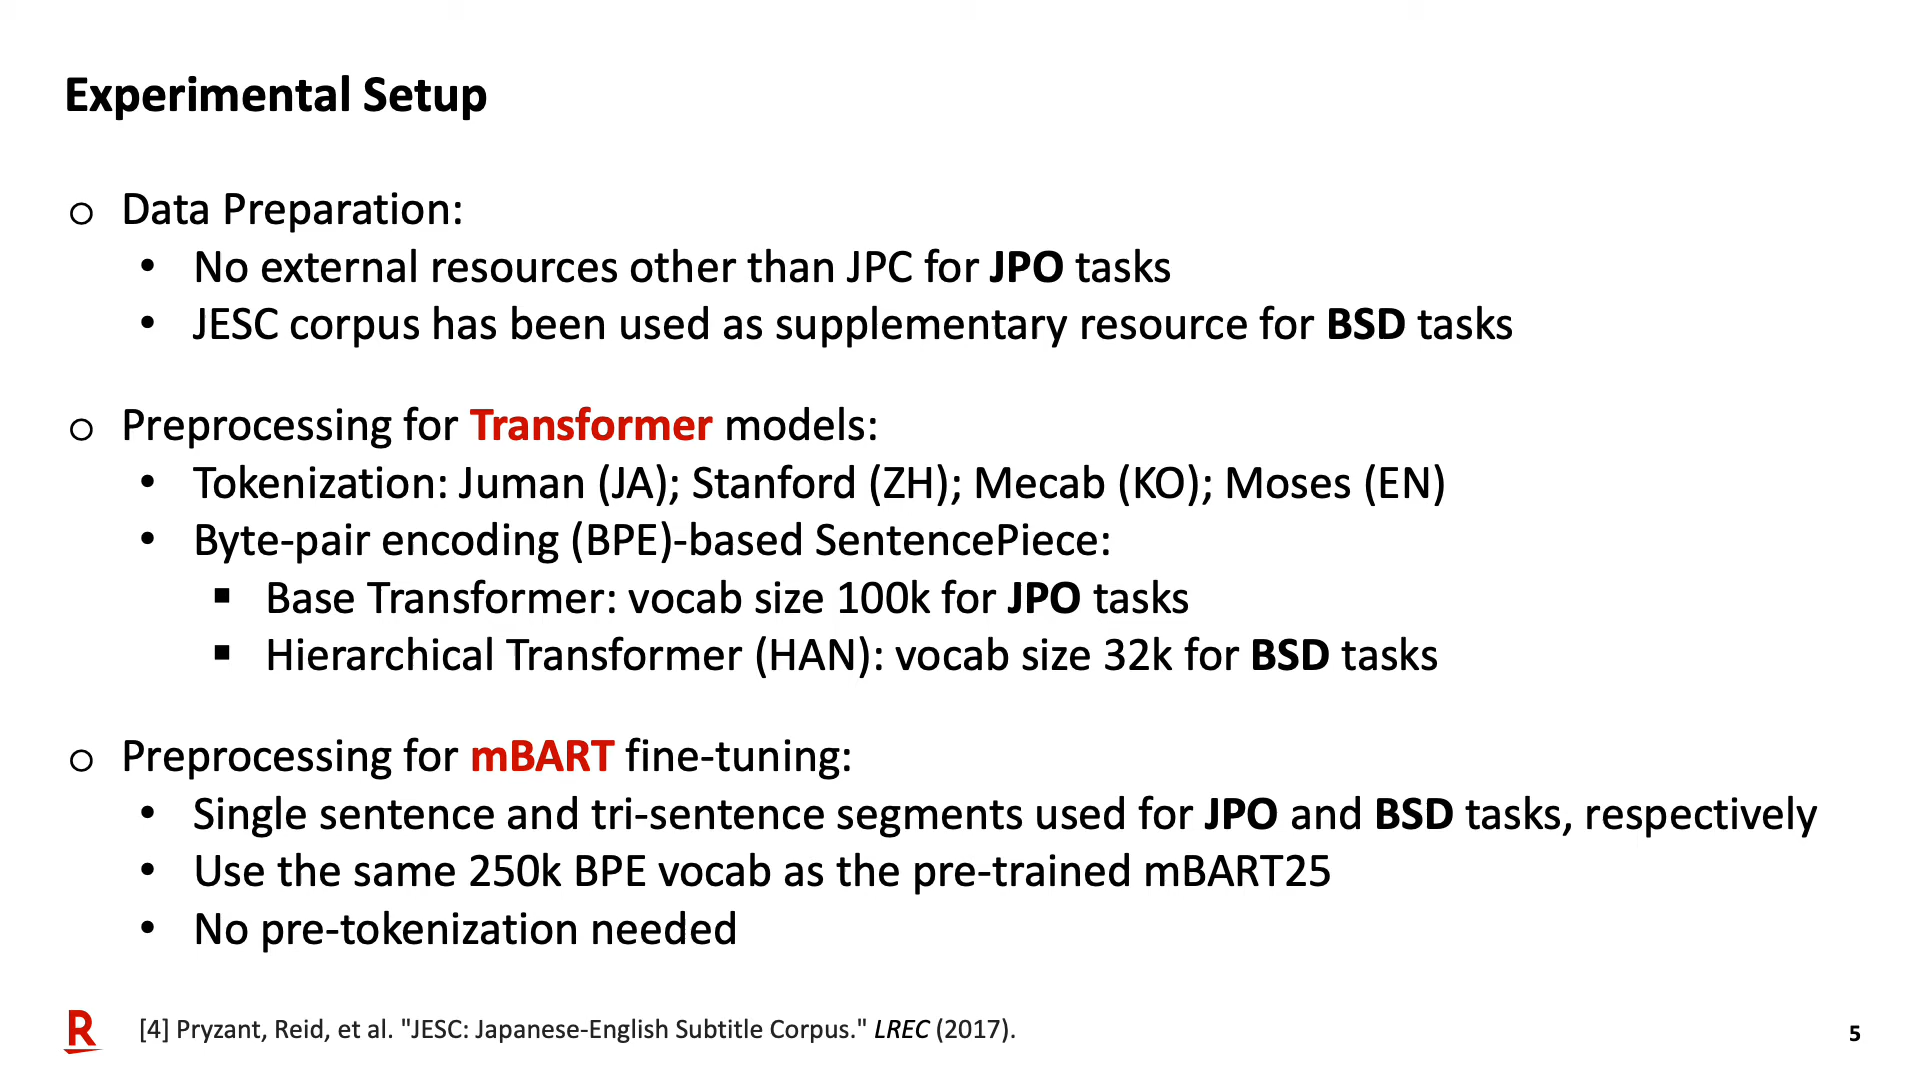 Experimental Setup
○ Data Preparation:
• No external resources other than JPC for JPO tasks
• JESC corpus has been used as supplementary resource for BSD tasks
○ Preprocessing for Transformer models:
• Tokenization: Juman (JA); Stanford (ZH); Mecab (KO); Moses (EN)
• Byte-pair encoding (BPE)-based SentencePiece:
▪ Base Transformer: vocab size 100k for JPO tasks
▪ Hierarchical Transformer (HAN): vocab size 32k for BSD tasks
○ Preprocessing for mBART fine-tuning:
• Single sentence and tri-sentence segments used for JPO and BSD tasks, respectively
• Use the same 250k BPE vocab as the pre-trained mBART25
• No pre-tokenization needed
R [4] Pryzant, Reid, et al. "JESC: Japanese-English Subtitle Corpus." LREC (2017).
5